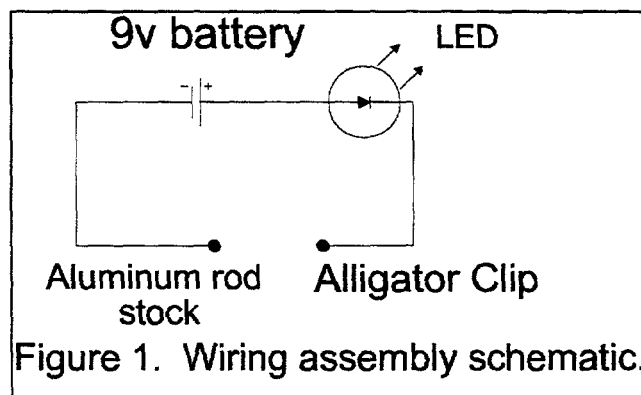 9v battery
LED
- +
Aluminum rod
stock
Alligator Clip
Figure 1. Wiring assembly schematic.